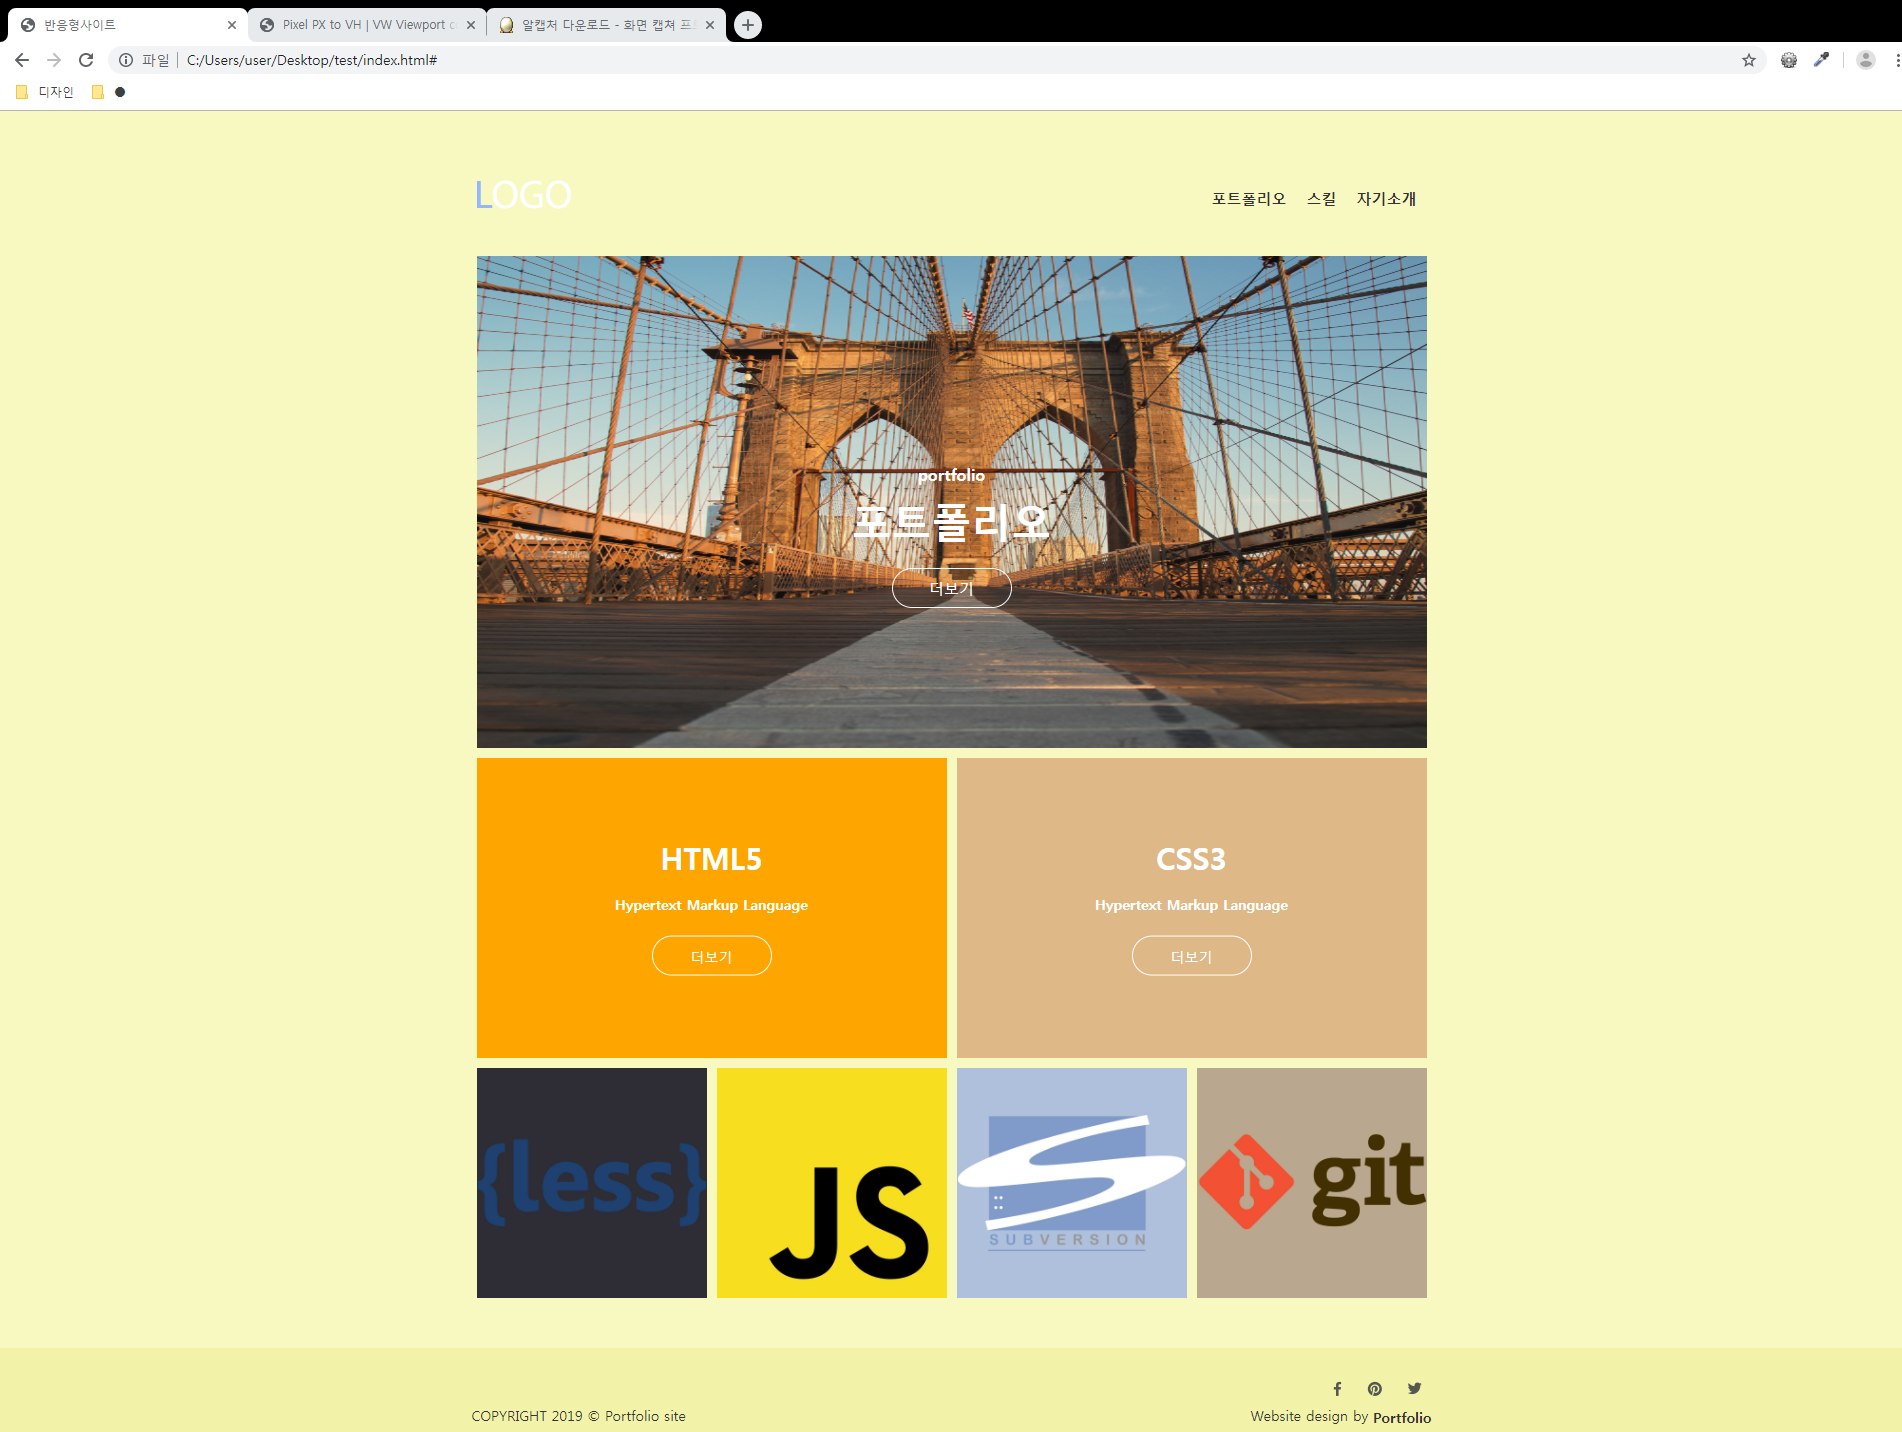 반응형사이트
Pixel PX to VH | VW Viewport c
알캡처 다운로드 - 화면 캡쳐 프
파일 | C:/Users/user/Desktop/test/index.html#
디자인
LOGO
포트폴리오 스킬 자기소개
portfolio
포트폴리오
더보기
HTML5
Hypertext Markup Language
더보기
CSS3
Hypertext Markup Language
더보기
{less}
JS
SUBVERSION
git
COPYRIGHT 2019 © Portfolio site
Website design by Portfolio